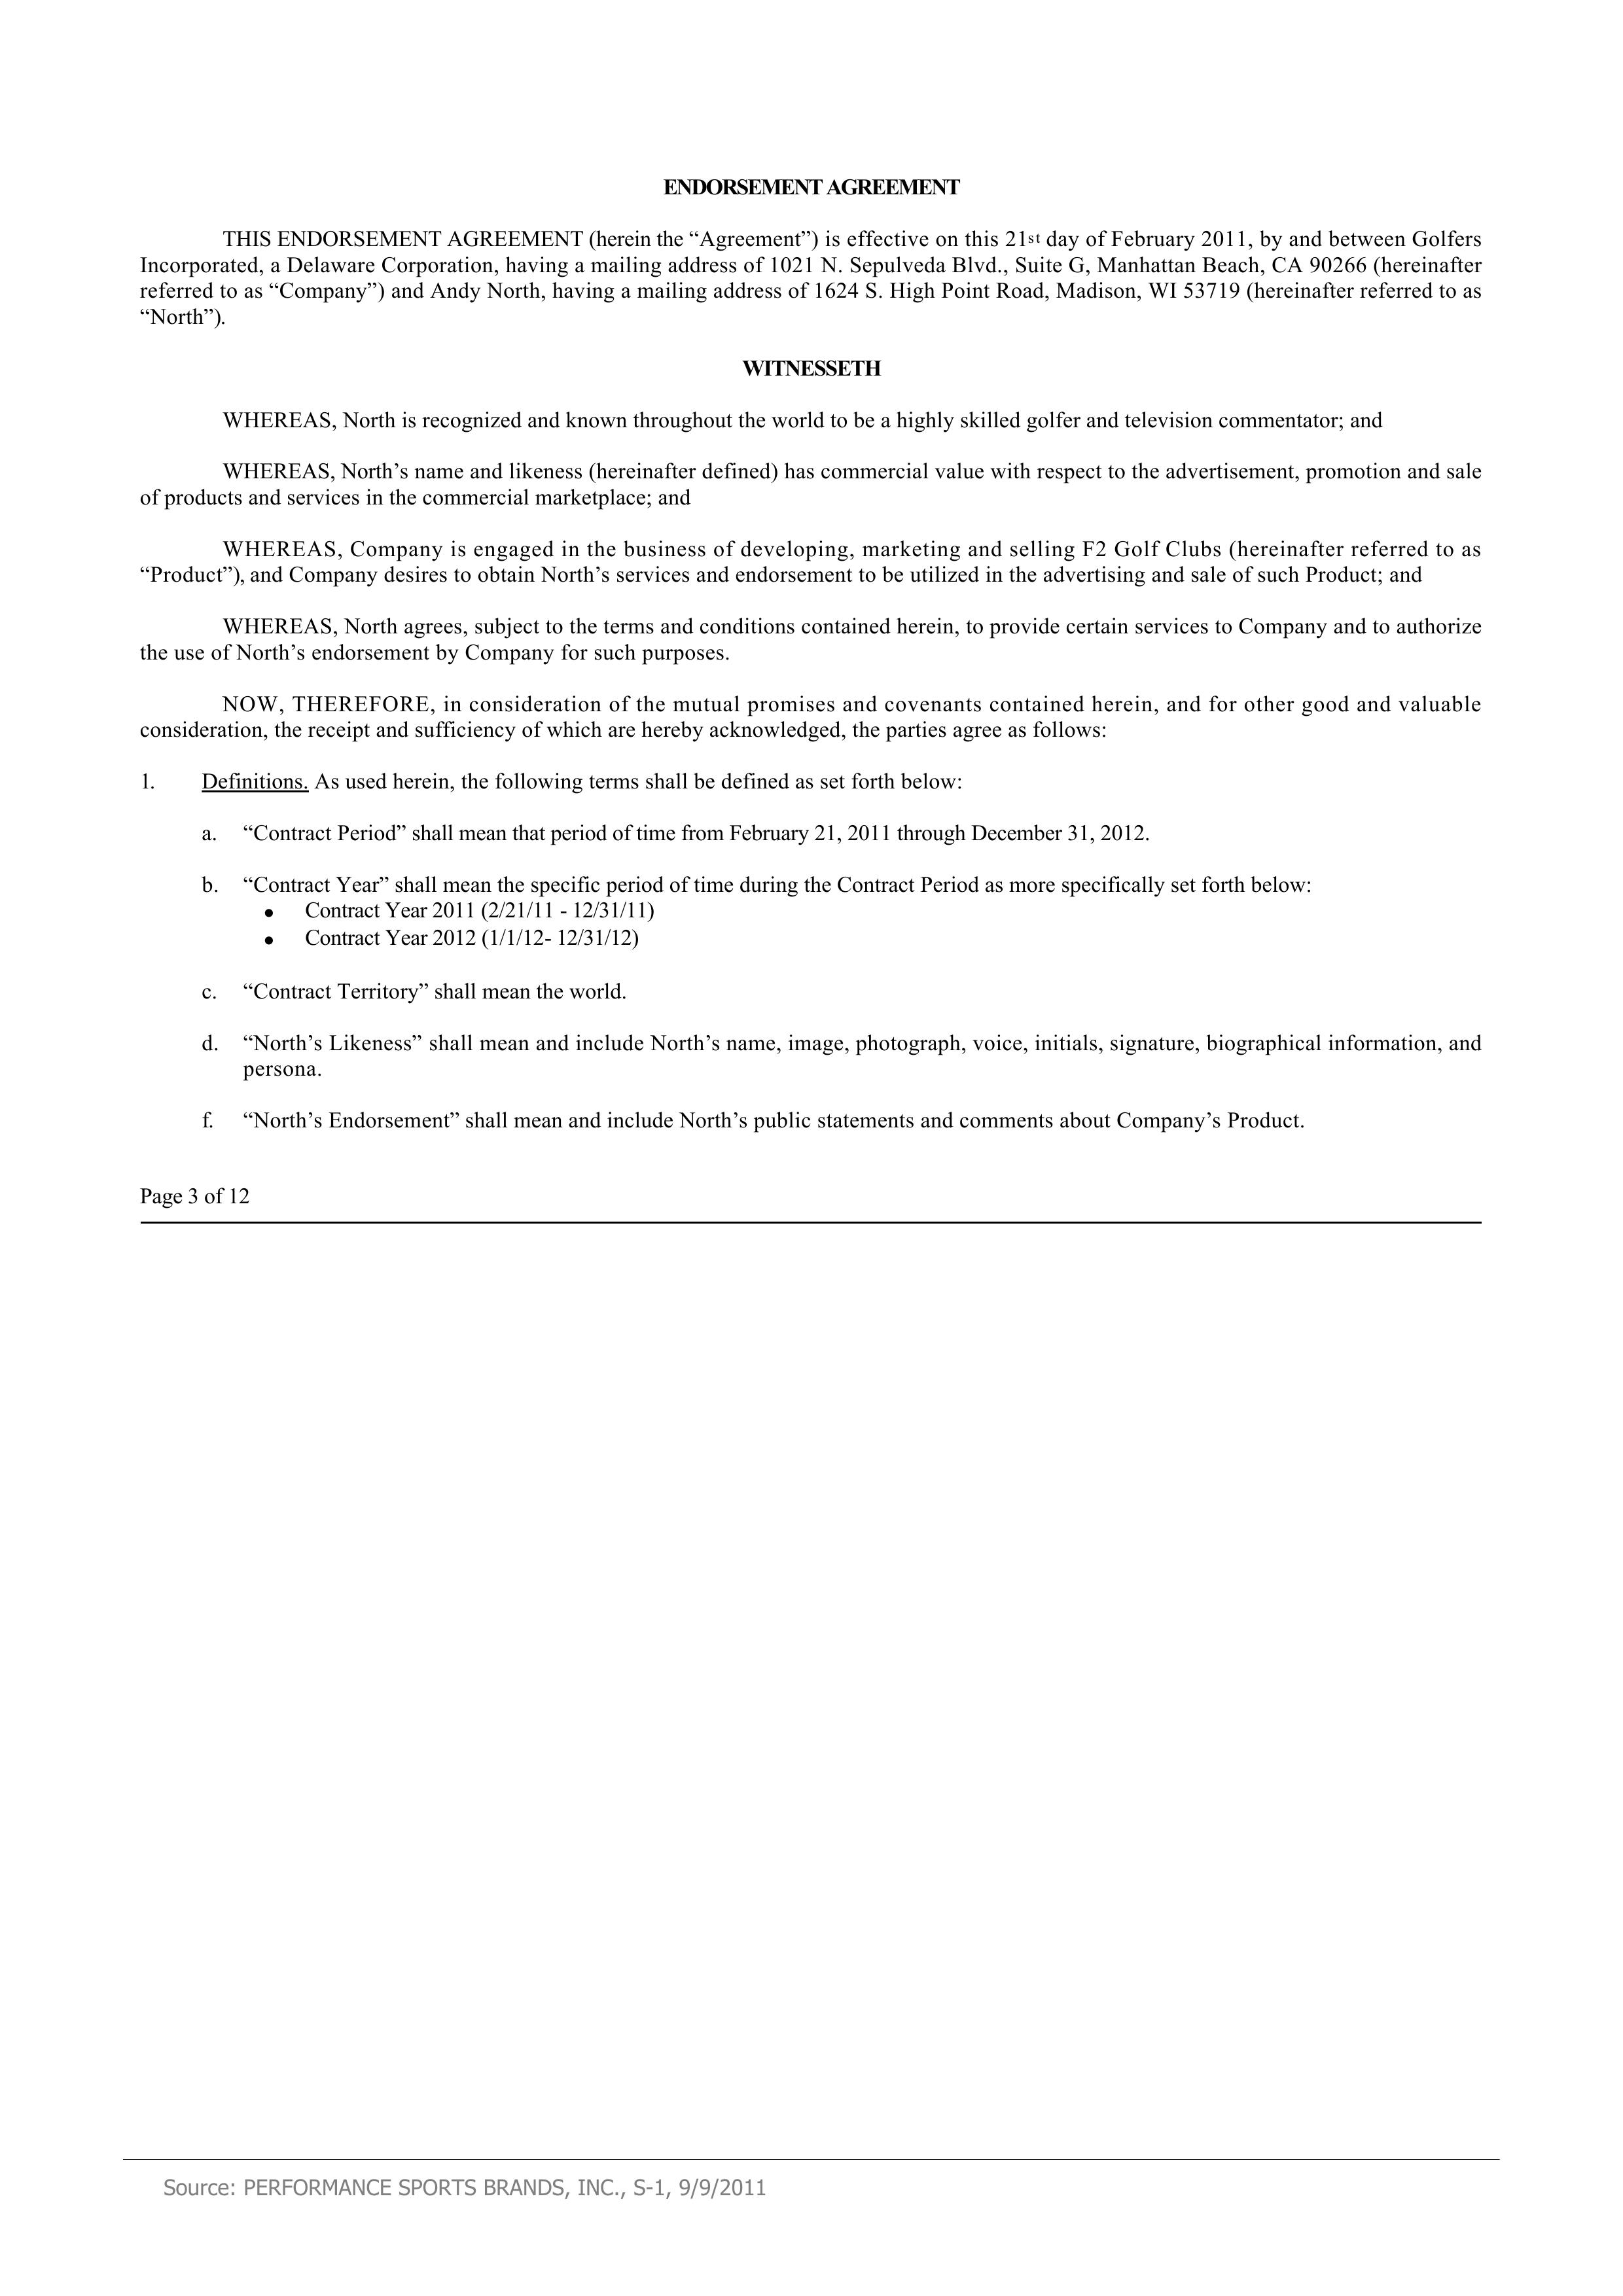 ENDORSEMENT AGREEMENT
THIS ENDORSEMENT AGREEMENT (herein the “Agreement”) is effective on this 21st day of February 2011, by and between Golfers
Incorporated, a Delaware Corporation, having a mailing address of 1021 N. Sepulveda Blvd., Suite G, Manhattan Beach, CA 90266 (hereinafter
referred to as “Company”) and Andy North, having a mailing address of 1624 S. High Point Road, Madison, WI 53719 (hereinafter referred to as
“North”).
WITNESSETH
WHEREAS, North is recognized and known throughout the world to be a highly skilled golfer and television commentator; and
WHEREAS, North’s name and likeness (hereinafter defined) has commercial value with respect to the advertisement, promotion and sale
of products and services in the commercial marketplace; and
WHEREAS, Company is engaged in the business of developing, marketing and selling F2 Golf Clubs (hereinafter referred to as
“Product”), and Company desires to obtain North’s services and endorsement to be utilized in the advertising and sale of such Product; and
WHEREAS, North agrees, subject to the terms and conditions contained herein, to provide certain services to Company and to authorize
the use of North’s endorsement by Company for such purposes.
NOW, THEREFORE, in consideration of the mutual promises and covenants contained herein, and for other good and valuable
consideration, the receipt and sufficiency of which are hereby acknowledged, the parties agree as follows:
1. Definitions. As used herein, the following terms shall be defined as set forth below:
a. “Contract Period” shall mean that period of time from February 21, 2011 through December 31, 2012.
b. “Contract Year” shall mean the specific period of time during the Contract Period as more specifically set forth below:
● Contract Year 2011 (2/21/11 - 12/31/11)
● Contract Year 2012 (1/1/12- 12/31/12)
c. “Contract Territory” shall mean the world.
d. “North’s Likeness” shall mean and include North’s name, image, photograph, voice, initials, signature, biographical information, and
persona.
f. “North’s Endorsement” shall mean and include North’s public statements and comments about Company’s Product.
Page 3 of 12
Source: PERFORMANCE SPORTS BRANDS, INC., S-1, 9/9/2011